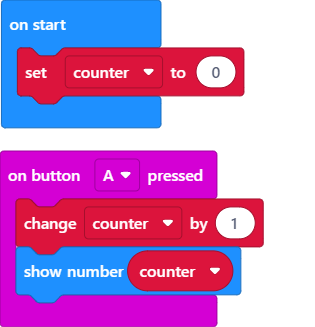 on start
set counter to 0
on button A pressed
change counter by 1
show number counter